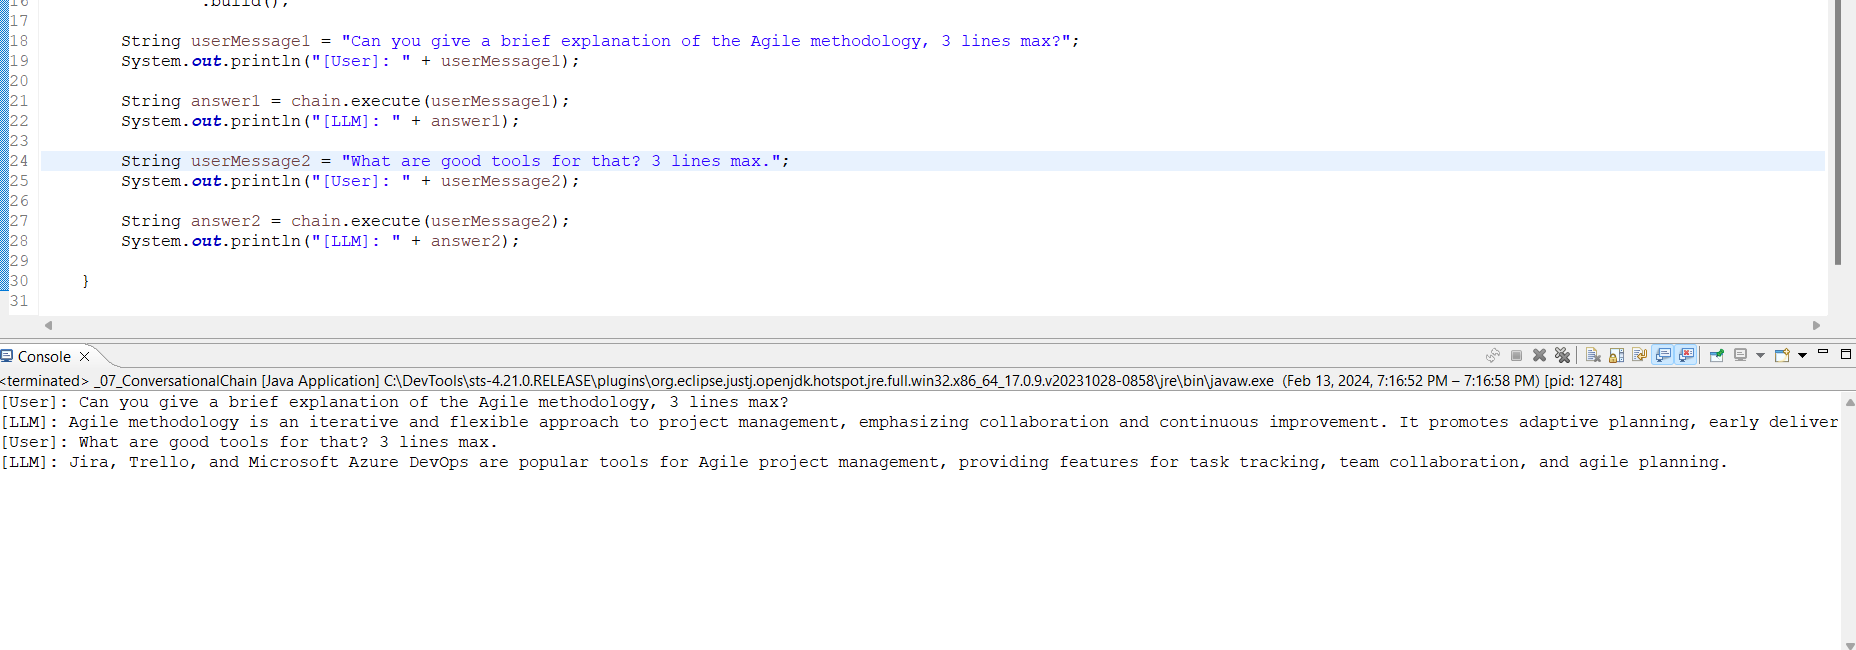 16 .build();
17
18 String userMessage1 = "Can you give a brief explanation of the Agile methodology, 3 lines max?";
19 System.out.println("[User]: " + userMessage1);
20
21 String answer1 = chain.execute(userMessage1);
22 System.out.println("[LLM]: " + answer1);
23
24 String userMessage2 = "What are good tools for that? 3 lines max.";
25 System.out.println("[User]: " + userMessage2);
26
27 String answer2 = chain.execute(userMessage2);
28 System.out.println("[LLM]: " + answer2);
29
30 }
31
Console
<terminated> _07_ConversationalChain [Java Application] C:\DevTools\sts-4.21.0.RELEASE\plugins\org.eclipse.justj.openjdk.hotspot.jre.full.win32.x86_64_17.0.9.v20231028-0858\jre\bin\javaw.exe (Feb 13, 2024, 7:16:52 PM – 7:16:58 PM) [pid: 12748]
[User]: Can you give a brief explanation of the Agile methodology, 3 lines max?
[LLM]: Agile methodology is an iterative and flexible approach to project management, emphasizing collaboration and continuous improvement. It promotes adaptive planning, early deliver
[User]: What are good tools for that? 3 lines max.
[LLM]: Jira, Trello, and Microsoft Azure DevOps are popular tools for Agile project management, providing features for task tracking, team collaboration, and agile planning.